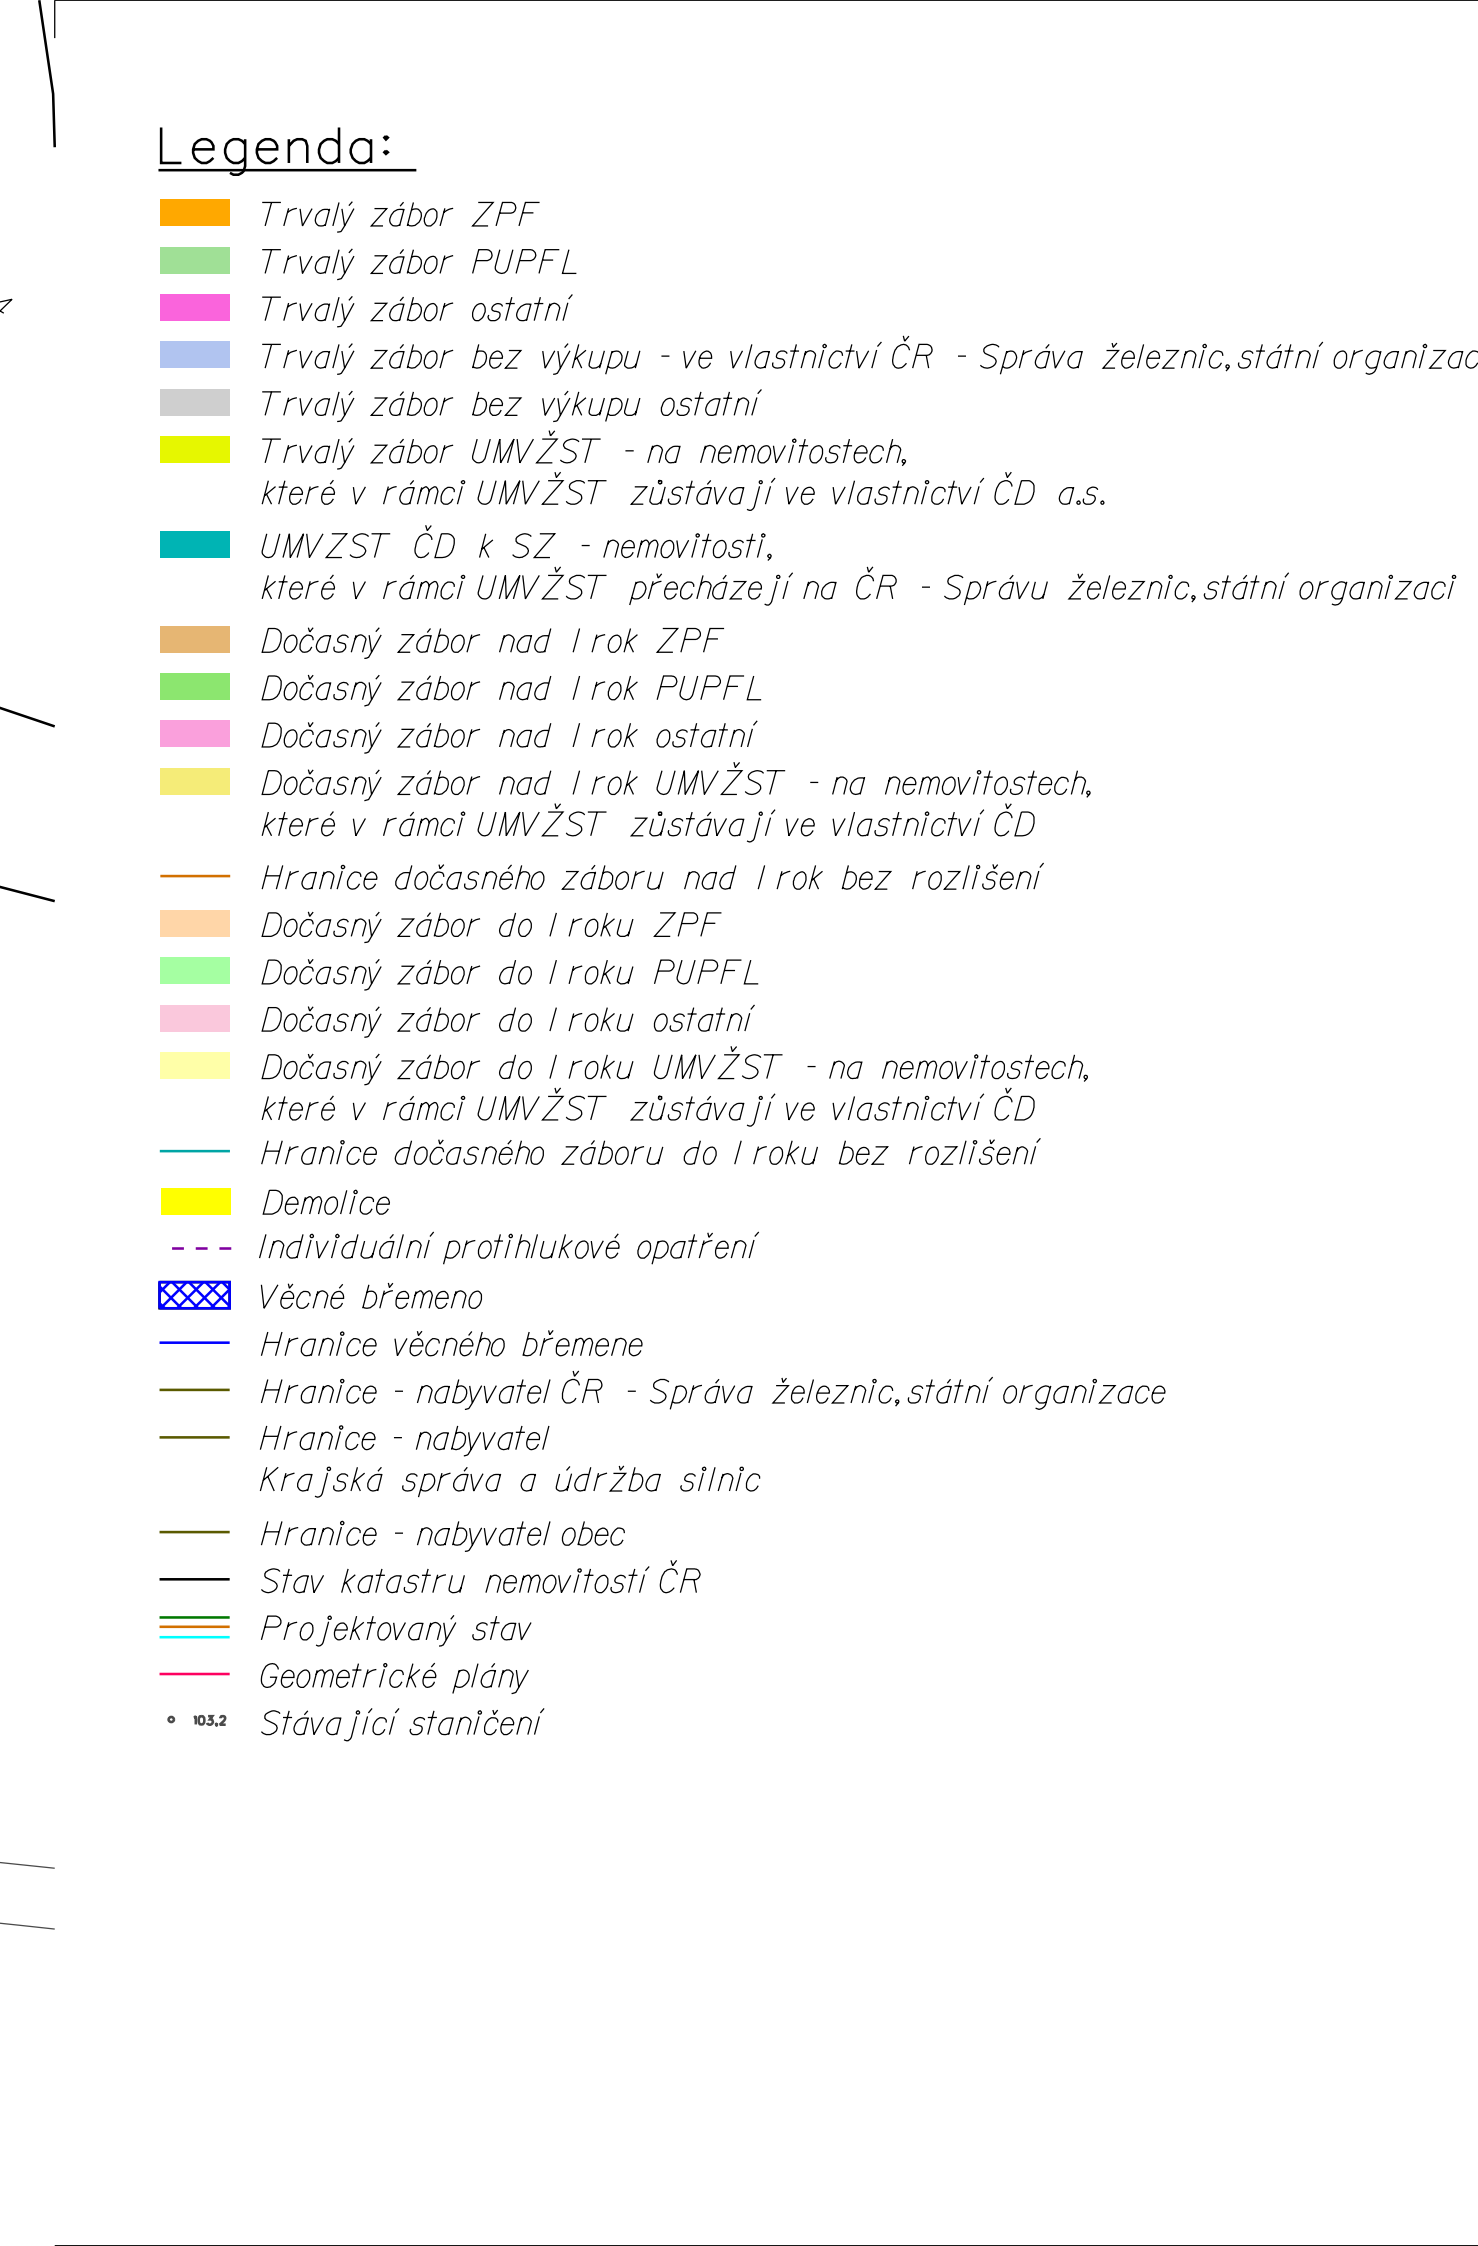 Legenda:
Trvalý zábor ZPF
Trvalý zábor PUPFL
Trvalý zábor ostatní
Trvalý zábor bez výkupu - ve vlastnictví ČR - Správa železnic, státní organizac
Trvalý zábor bez výkupu ostatní
Trvalý zábor UMVŽST - na nemovitostech,
které v rámci UMVŽST zůstávají ve vlastnictví ČD a.s.
UMVZST ČD k SZ - nemovitosti,
které v rámci UMVŽST přecházejí na ČR - Správu železnic, státní organizaci
Dočasný zábor nad 1 rok ZPF
Dočasný zábor nad 1 rok PUPFL
Dočasný zábor nad 1 rok ostatní
Dočasný zábor nad 1 rok UMVŽST - na nemovitostech,
které v rámci UMVŽST zůstávají ve vlastnictví ČD
Hranice dočasného záboru nad 1 rok bez rozlišení
Dočasný zábor do 1 roku ZPF
Dočasný zábor do 1 roku PUPFL
Dočasný zábor do 1 roku ostatní
Dočasný zábor do 1 roku UMVŽST - na nemovitostech,
které v rámci UMVŽST zůstávají ve vlastnictví ČD
Hranice dočasného záboru do 1 roku bez rozlišení
Demolice
Individuální protihlukové opatření
Věcné břemeno
Hranice věcného břemene
Hranice - nabyvatel ČR - Správa železnic, státní organizace
Hranice - nabyvatel
Krajská správa a údržba silnic
Hranice - nabyvatel obec
Stav katastru nemovitostí ČR
Projektovaný stav
Geometrické plány
103,2 Stávající staničení